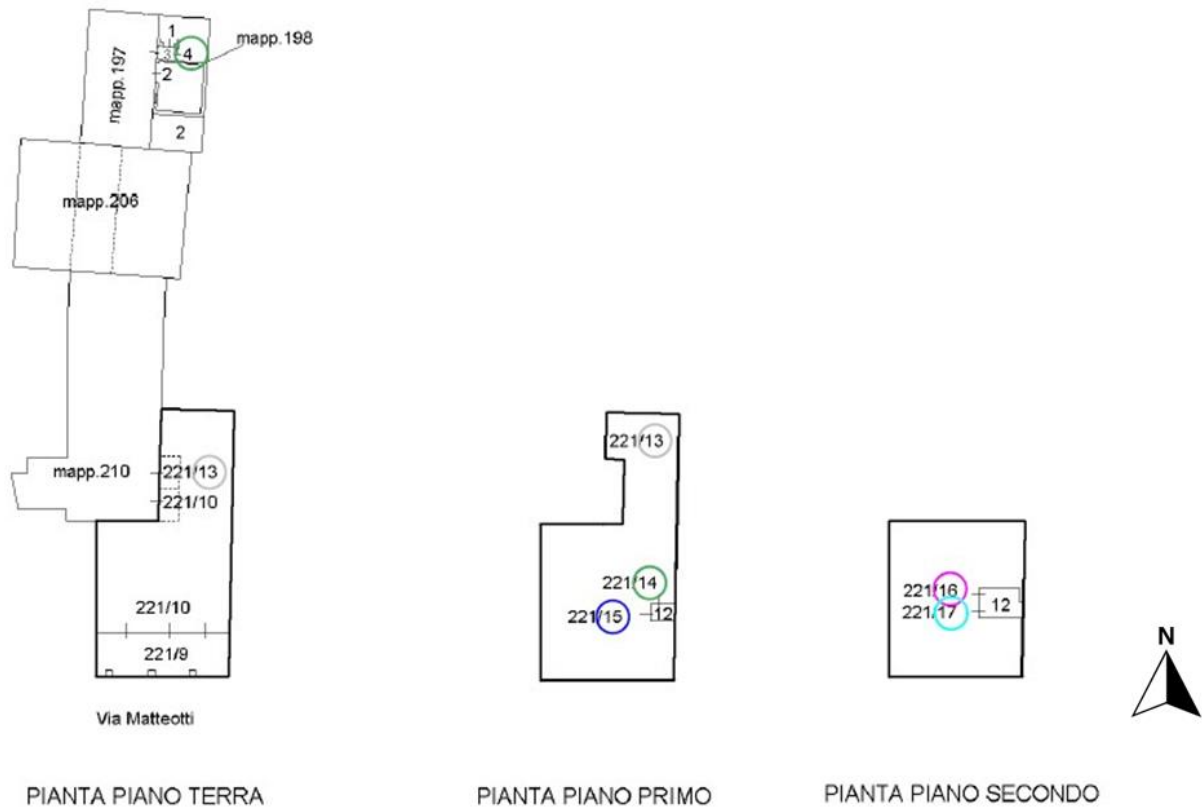 1
mapp.198
3 4
mapp.197
2
2
mapp.206
mapp.210
221/13
221/10
221/10
221/9
Via Matteotti
PIANTA PIANO TERRA
221/13
221/14
221/15
12
PIANTA PIANO PRIMO
221/16
221/17
12
PIANTA PIANO SECONDO
N